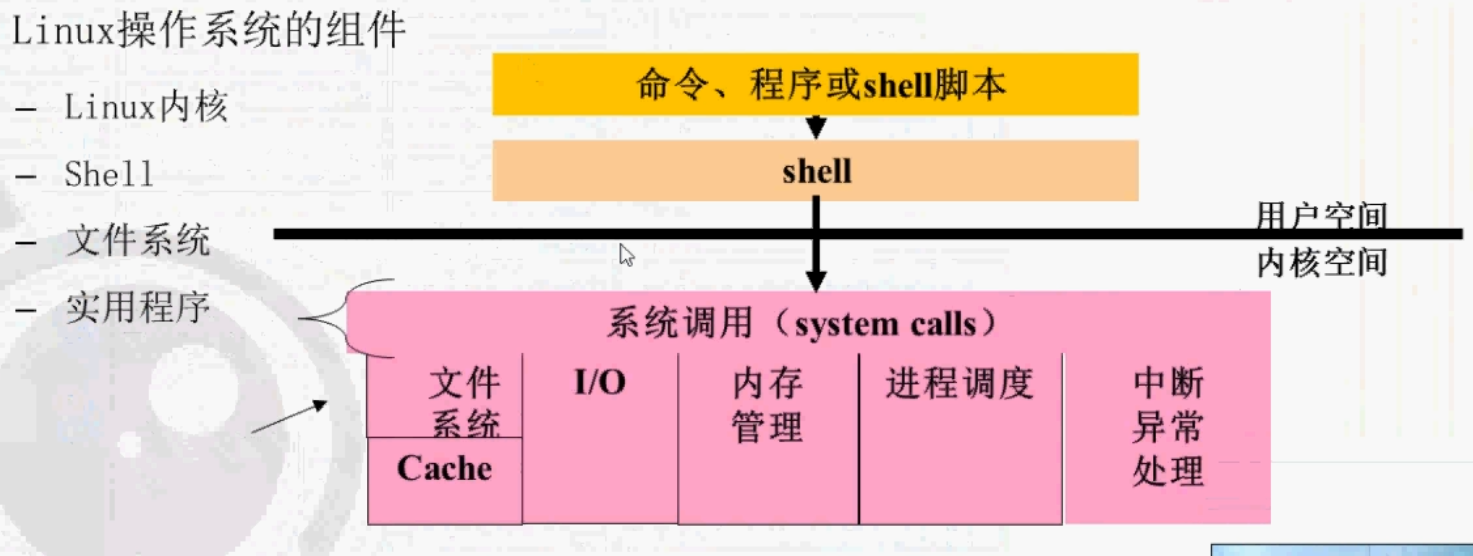 Linux操作系统的组件
– Linux内核
– Shell
– 文件系统
– 实用程序
命令、程序或shell脚本
shell
用户空间
内核空间
系统调用（system calls）
文件
系统
Cache
I/O
内存
管理
进程调度
中断
异常
处理